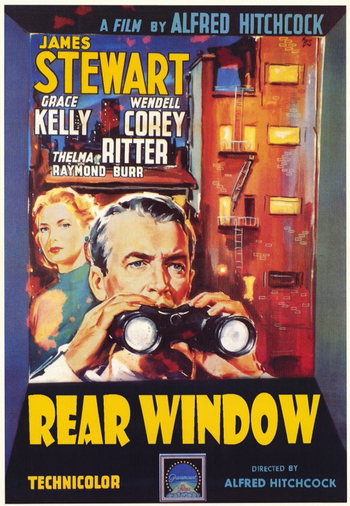 A FILM BY ALFRED HITCHCOCK
JAMES
STEWART
GRACE WENDELL
KELLY COREY
THELMA RITTER
RAYMOND BURR
REAR WINDOW
TECHNICOLOR
Paramount
DIRECTED BY
ALFRED HITCHCOCK